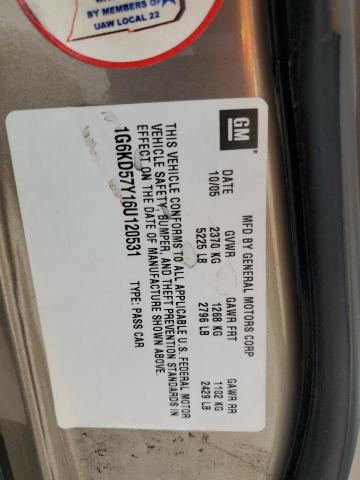 BY MEMBERS OF
UAW LOCAL 22
GM
MFD BY GENERAL MOTORS CORP
DATE GVWR GAWR FRT GAWR RR
10/05 2370 KG 1268 KG 1102 KG
5225 LB 2796 LB 2429 LB
THIS VEHICLE CONFORMS TO ALL APPLICABLE U.S. FEDERAL MOTOR
VEHICLE SAFETY, BUMPER, AND THEFT PREVENTION STANDARDS IN
EFFECT ON THE DATE OF MANUFACTURE SHOWN ABOVE.
1G6KD57Y16U120531 TYPE: PASS CAR